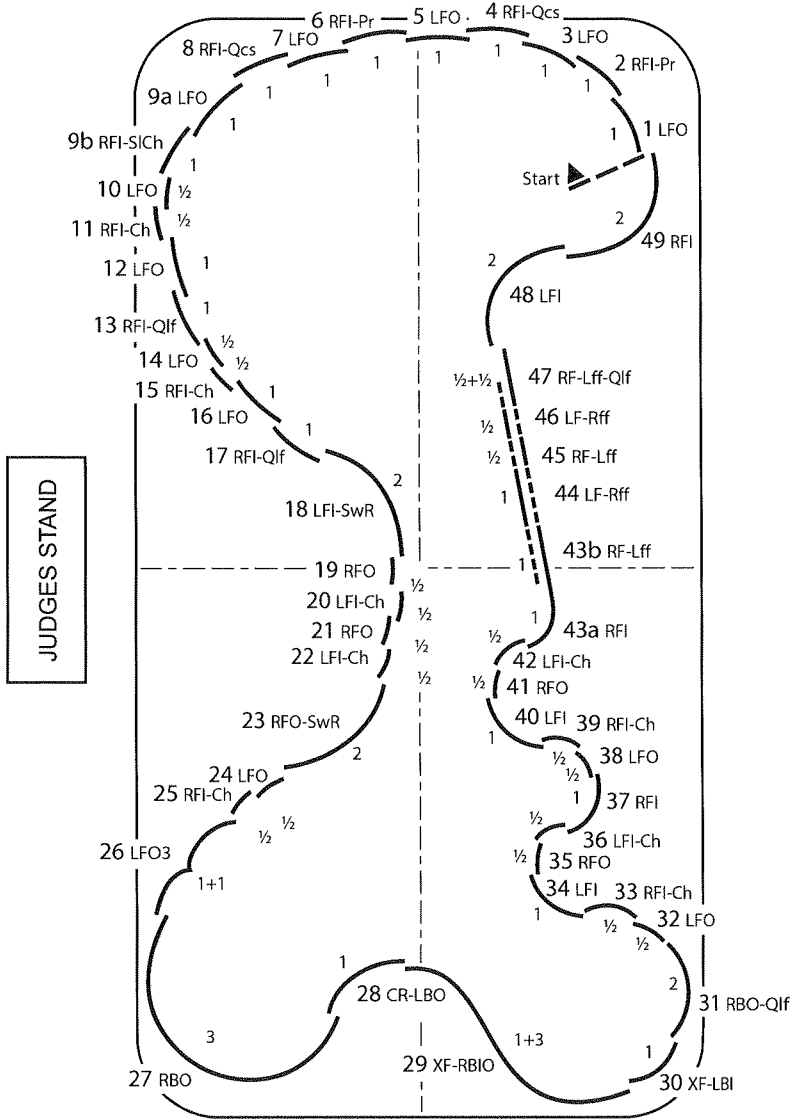 1 LFO
1
2 RFI-Pr
1
3 LFO
1
4 RFI-Qcs
1
5 LFO
1
6 RFI-Pr
1
7 LFO
1
8 RFI-Qcs
1
9a LFO
1
9b RFI-SlCh
1
10 LFO
½
11 RFI-Ch
½
12 LFO
1
13 RFI-Qlf
1
14 LFO
½
15 RFI-Ch
½
16 LFO
1
17 RFI-Qlf
1
18 LFI-SwR
2
19 RFO
½
20 LFI-Ch
½
21 RFO
½
22 LFI-Ch
½
23 RFO-SwR
2
24 LFO
½
25 RFI-Ch
½
26 LFO3
1+1
27 RBO
3
28 CR-LBO
1
29 XF-RBIO
1+3
30 XF-LBI
1
31 RBO-Qlf
2
32 LFO
½
33 RFI-Ch
½
34 LFI
1
35 RFO
½
36 LFI-Ch
½
37 RFI
1
38 LFO
½
39 RFI-Ch
½
40 LFI
1
41 RFO
½
42 LFI-Ch
½
43a RFI
1
43b RF-Lff
1
44 LF-Rff
1
45 RF-Lff
½
46 LF-Rff
½
47 RF-Lff-Qlf
½+½
48 LFI
2
49 RFI
2
Start
JUDGES STAND